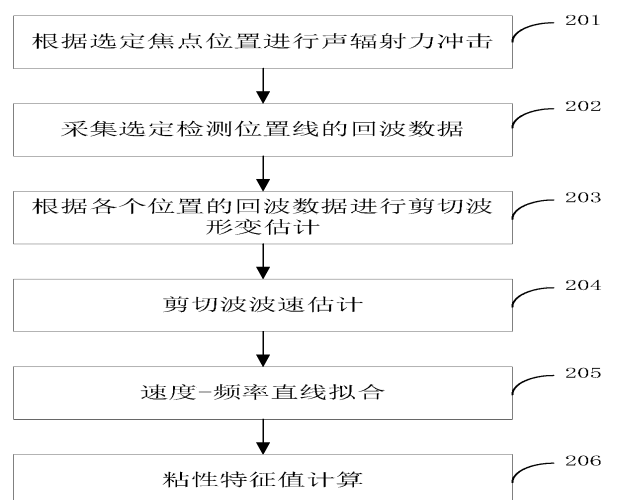 根据选定焦点位置进行声辐射力冲击
201
采集选定检测位置线的回波数据
202
根据各个位置的回波数据进行剪切波
形变估计
203
剪切波波速估计
204
速度-频率直线拟合
205
粘性特征值计算
206